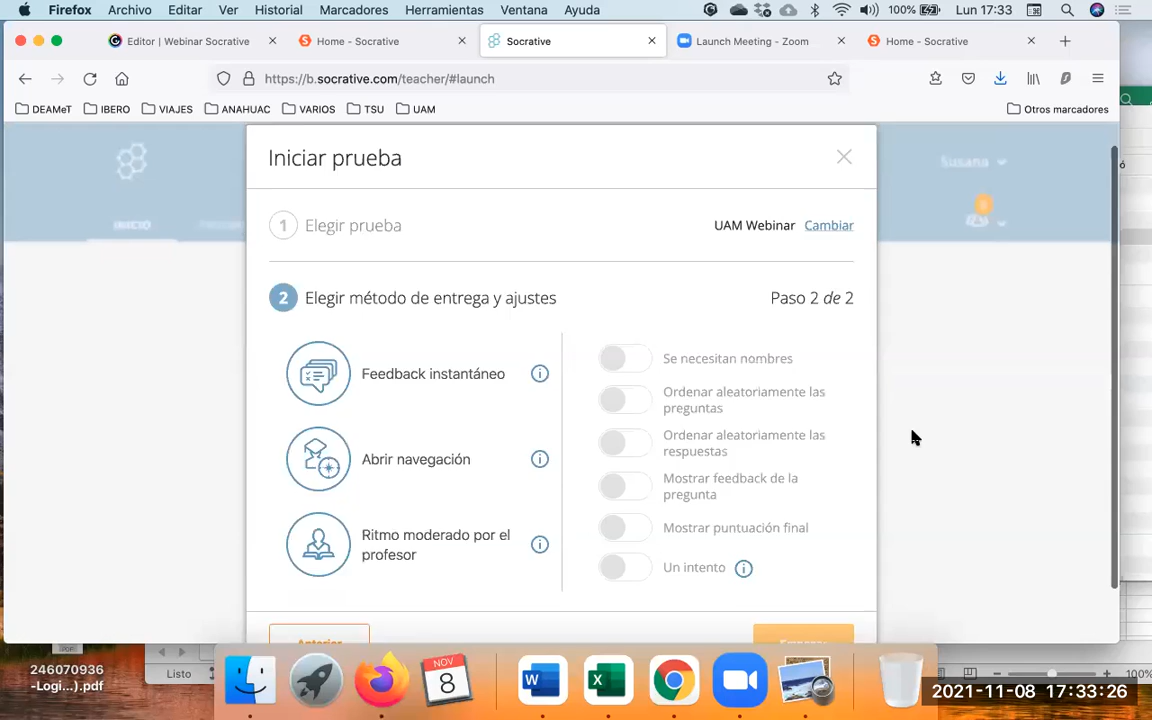 Firefox Archivo Editar Ver Historial Marcadores Herramientas Ventana Ayuda 100% Lun 17:33
Editor | Webinar Socrative Home - Socrative Socrative Launch Meeting - Zoom Home - Socrative
https://b.socrative.com/teacher/#launch
DEAMeT IBERO VIAJES ANAHUAC VARIOS TSU UAM Otros marcadores
Iniciar prueba
Susana
INICIO
1 Elegir prueba UAM Webinar Cambiar
2 Elegir método de entrega y ajustes Paso 2 de 2
Feedback instantáneo
Abrir navegación
Ritmo moderado por el
profesor
Se necesitan nombres
Ordenar aleatoriamente las
preguntas
Ordenar aleatoriamente las
respuestas
Mostrar feedback de la
pregunta
Mostrar puntuación final
Un intento
Anterior Empezar
246070936
-Logi...).pdf
Listo
NOV
8
W
X
100%
2021-11-08 17:33:26